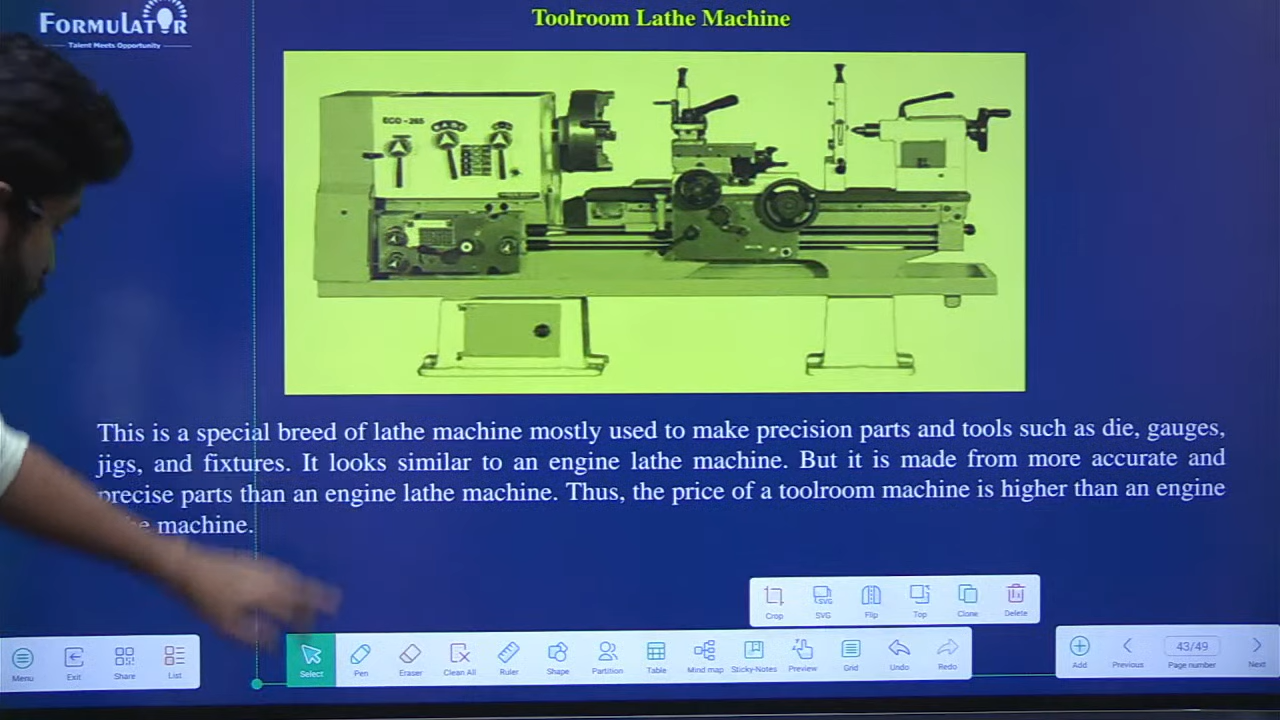 FORMULATOR
Talent Meets Opportunity
Toolroom Lathe Machine
ECO-265
This is a special breed of lathe machine mostly used to make precision parts and tools such as die, gauges,
jigs, and fixtures. It looks similar to an engine lathe machine. But it is made from more accurate and
precise parts than an engine lathe machine. Thus, the price of a toolroom machine is higher than an engine
machine.
Crop SVG Flip Top Clone Delete
Menu Exit Share List
Select Pen Eraser Clean All Ruler Shape Partition Table Mind map Sticky-Notes Preview Grid Undo Redo
Add Previous 43/49 Page number Next